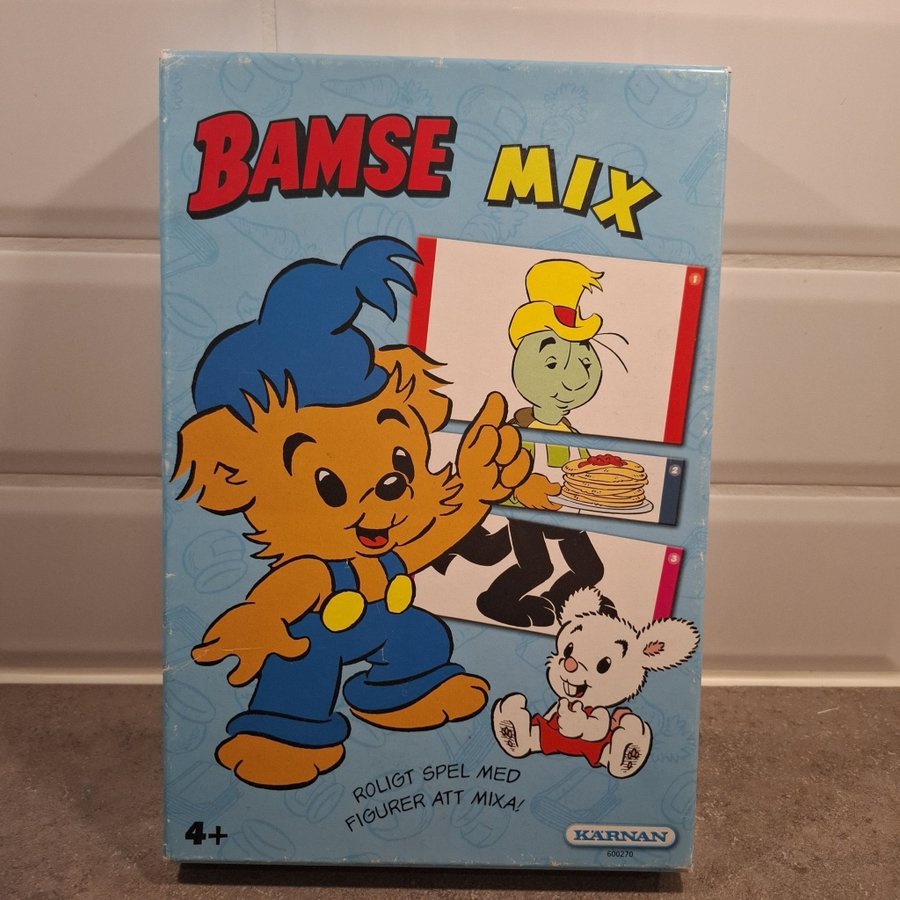 BAMSE MIX
1
2
3
ROLIGT SPEL MED
FIGURER ATT MIXA!
4+
KÄRNAN
600270